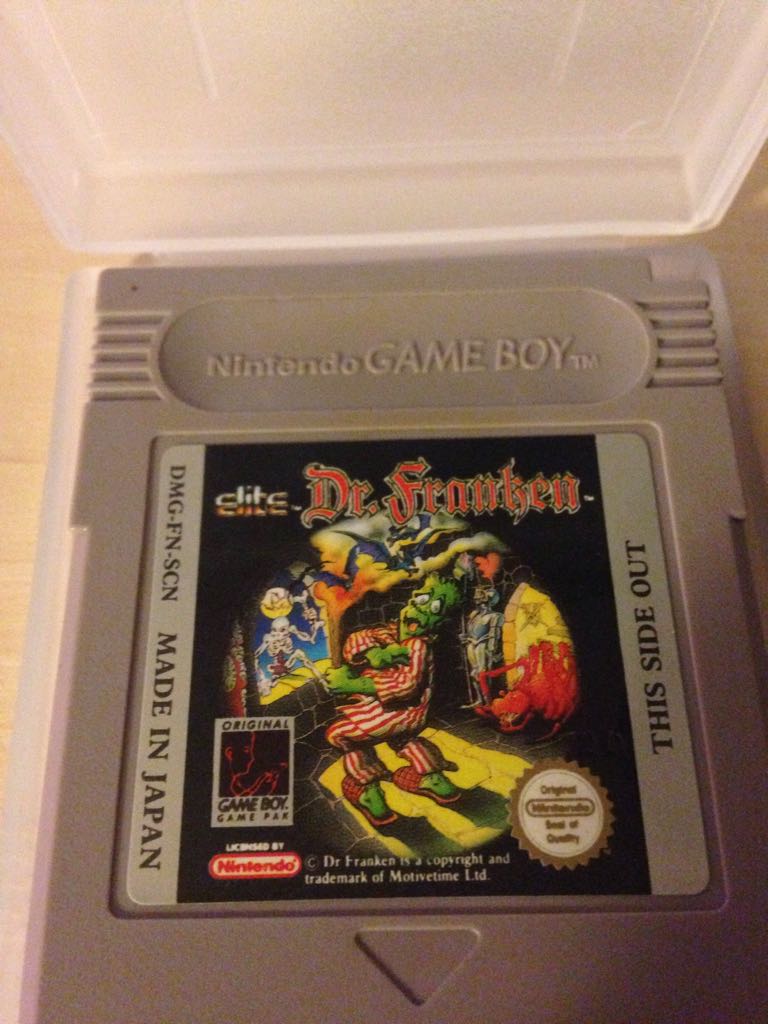 Nintendo GAME BOY TM
elite TM Dr. Franken TM
DMG-FN-SCN MADE IN JAPAN
THIS SIDE OUT
ORIGINAL
GAME BOY
GAME PAK
Original
Nintendo
Seal of
Quality
LICENSED BY
Nintendo
© Dr Franken is a copyright and
trademark of Motivetime Ltd.